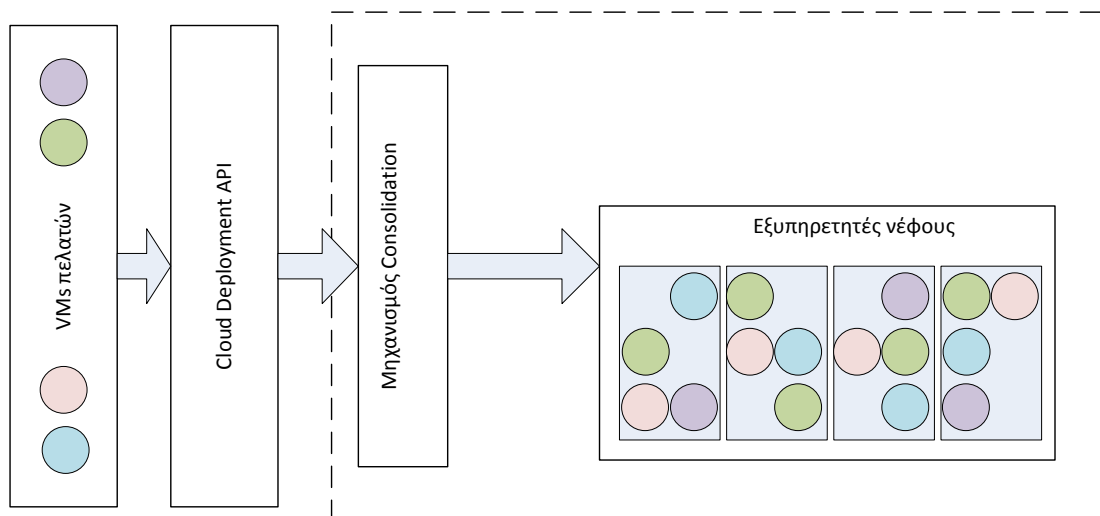 VMs πελατών
Cloud Deployment API
Μηχανισμός Consolidation
Εξυπηρετητές νέφους